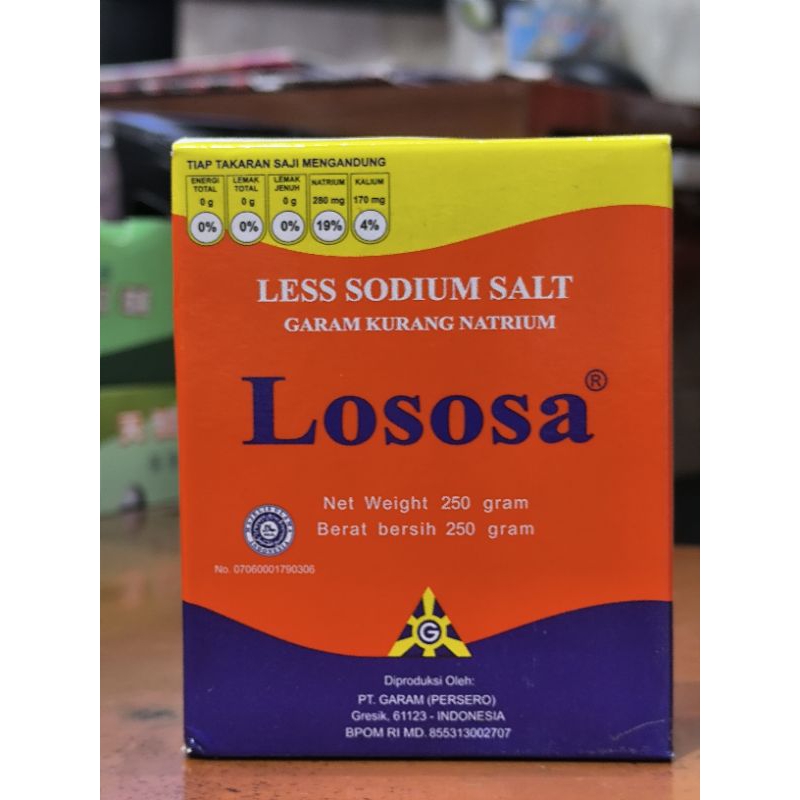 TIAP TAKARAN SAJI MENGANDUNG
ENERGI TOTAL 0 g 0%
LEMAK TOTAL 0 g 0%
LEMAK JENUH 0 g 0%
NATRIUM 280 mg 19%
KALIUM 170 mg 4%
LESS SODIUM SALT
GARAM KURANG NATRIUM
Lososa®
Net Weight 250 gram
Berat bersih 250 gram
INDONESIA
No. 07060001790306
G
Diproduksi Oleh:
PT. GARAM (PERSERO)
Gresik, 61123 - INDONESIA
BPOM RI MD. 855313002707